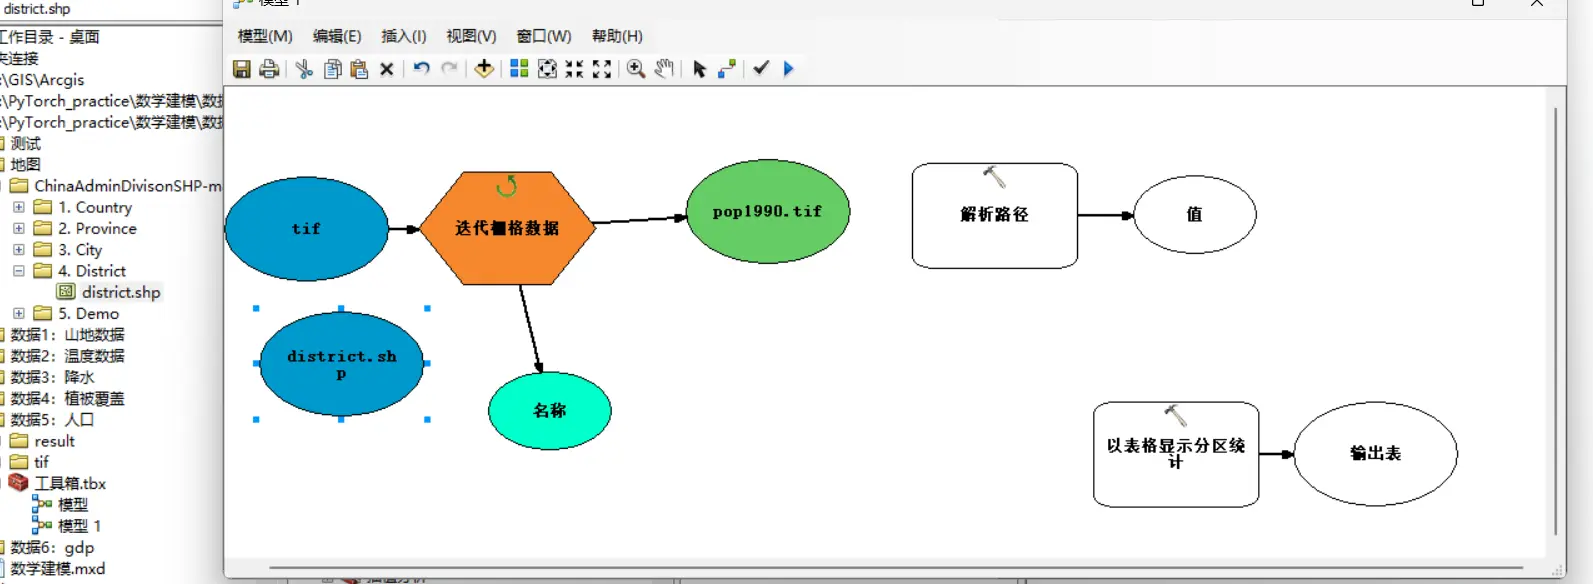 district.shp
工作目录 - 桌面
夹连接
:\GIS\Arcgis
:\PyTorch_practice\数学建模\数据
:\PyTorch_practice\数学建模\数据
测试
地图
ChinaAdminDivisonSHP-m
1. Country
2. Province
3. City
4. District
district.shp
5. Demo
数据1：山地数据
数据2：温度数据
数据3：降水
数据4：植被覆盖
数据5：人口
result
tif
工具箱.tbx
模型
模型 1
数据6：gdp
数学建模.mxd
模型 1
模型(M) 编辑(E) 插入(I) 视图(V) 窗口(W) 帮助(H)
tif
迭代栅格数据
pop1990.tif
解析路径
值
district.sh
p
名称
以表格显示分区统
计
输出表